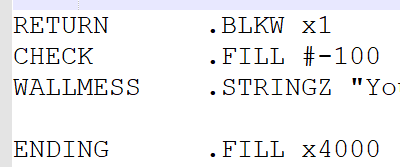 RETURN .BLKW x1
CHECK .FILL #-100
WALLMESS .STRINGZ "Yo
ENDING .FILL x4000